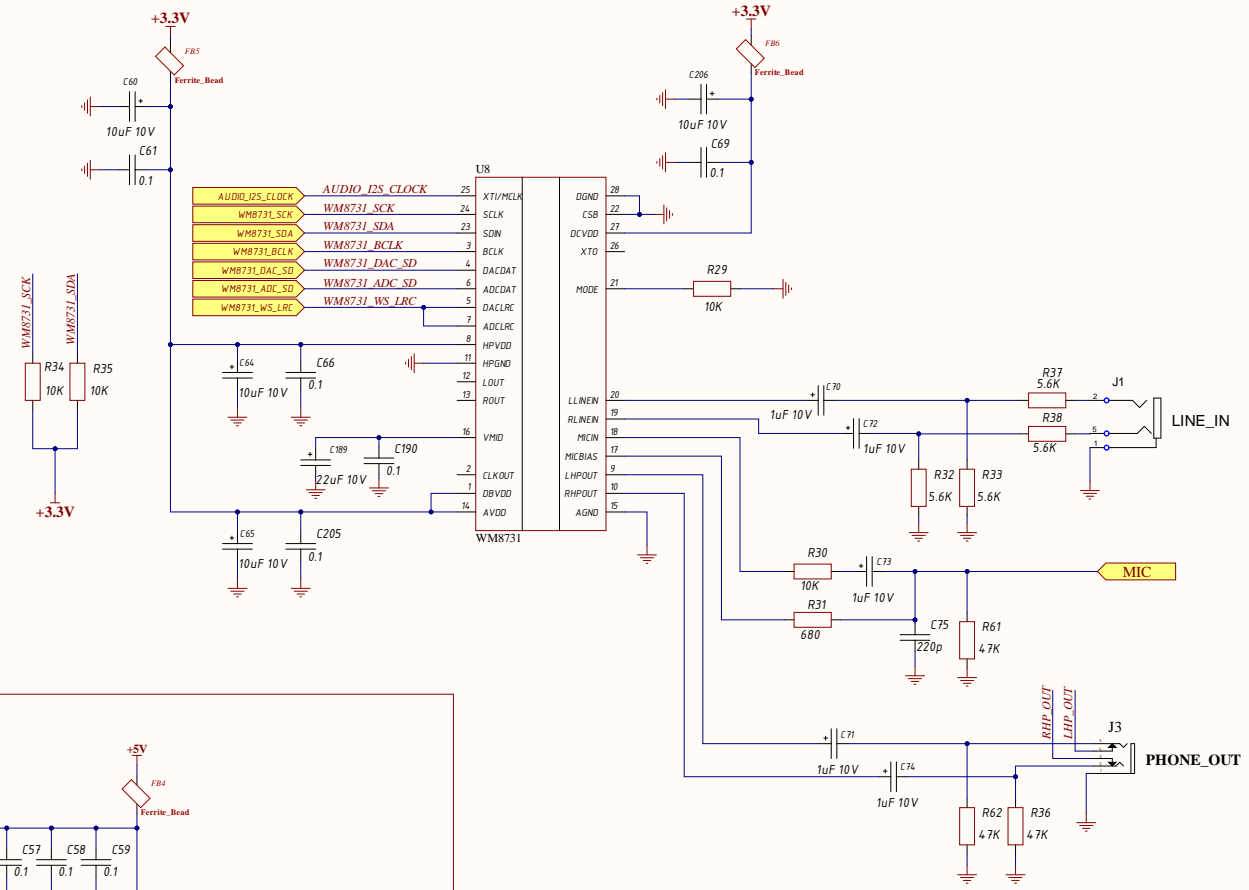 +3.3V
FB5
Ferrite_Bead
C60
+
10uF 10V
C61
0.1
+3.3V
FB6
Ferrite_Bead
C206
+
10uF 10V
C69
0.1
U8
AUDIO_I2S_CLOCK AUDIO_I2S_CLOCK 25 XTI/MCLK DGND 28
WM8731_SCK WM8731_SCK 24 SCLK CSB 22
WM8731_SDA WM8731_SDA 23 SDIN DCVDD 27
WM8731_BCLK WM8731_BCLK 3 BCLK XTO 26
WM8731_DAC_SD WM8731_DAC_SD 4 DACDAT
WM8731_ADC_SD WM8731_ADC_SD 6 ADCDAT MODE 21
WM8731_WS_LRC WM8731_WS_LRC 5 DACLRC
7 ADCLRC
8 HPVDD
11 HPGND
12 LOUT
13 ROUT
LLINEIN 20
RLINEIN 19
16 VMID MICIN 18
MICBIAS 17
2 CLKOUT LHPOUT 9
1 DBVDD RHPOUT 10
14 AVDD AGND 15
WM8731
R29
10K
WM8731_SCK
WM8731_SDA
R34
10K
R35
10K
+3.3V
+ C64
10uF 10V
C66
0.1
+ C189
22uF 10V
C190
0.1
+ C65
10uF 10V
C205
0.1
+ C70
1uF 10V
+ C72
1uF 10V
R37
5.6K
R38
5.6K
J1
2
5
1
LINE_IN
R32
5.6K
R33
5.6K
R30
10K
+ C73
1uF 10V
MIC
R31
680
C75
220p
R61
47K
RHP_OUT
LHP_OUT
J3
PHONE_OUT
+ C71
1uF 10V
+ C74
1uF 10V
R62
47K
R36
47K
+5V
FB4
Ferrite_Bead
C57
0.1
C58
0.1
C59
0.1